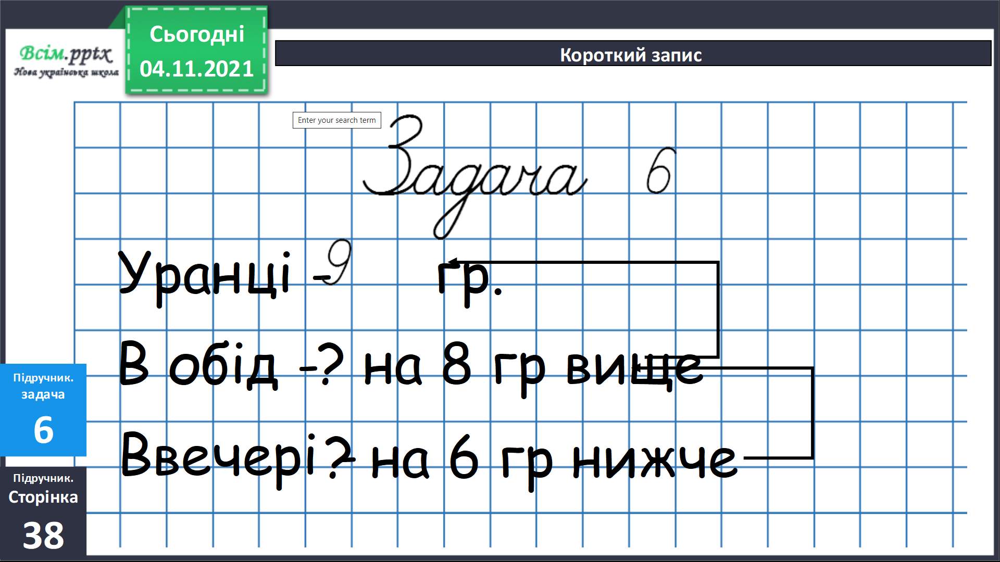 Сьогодні
04.11.2021
Всім.pptx
Нова українська школа
Короткий запис
Enter your search term
Задача 6
Уранці -9 гр.
В обід -? на 8 гр вище
Ввечері ?- на 6 гр нижче
Підручник.
задача
6
Підручник.
Сторінка
38